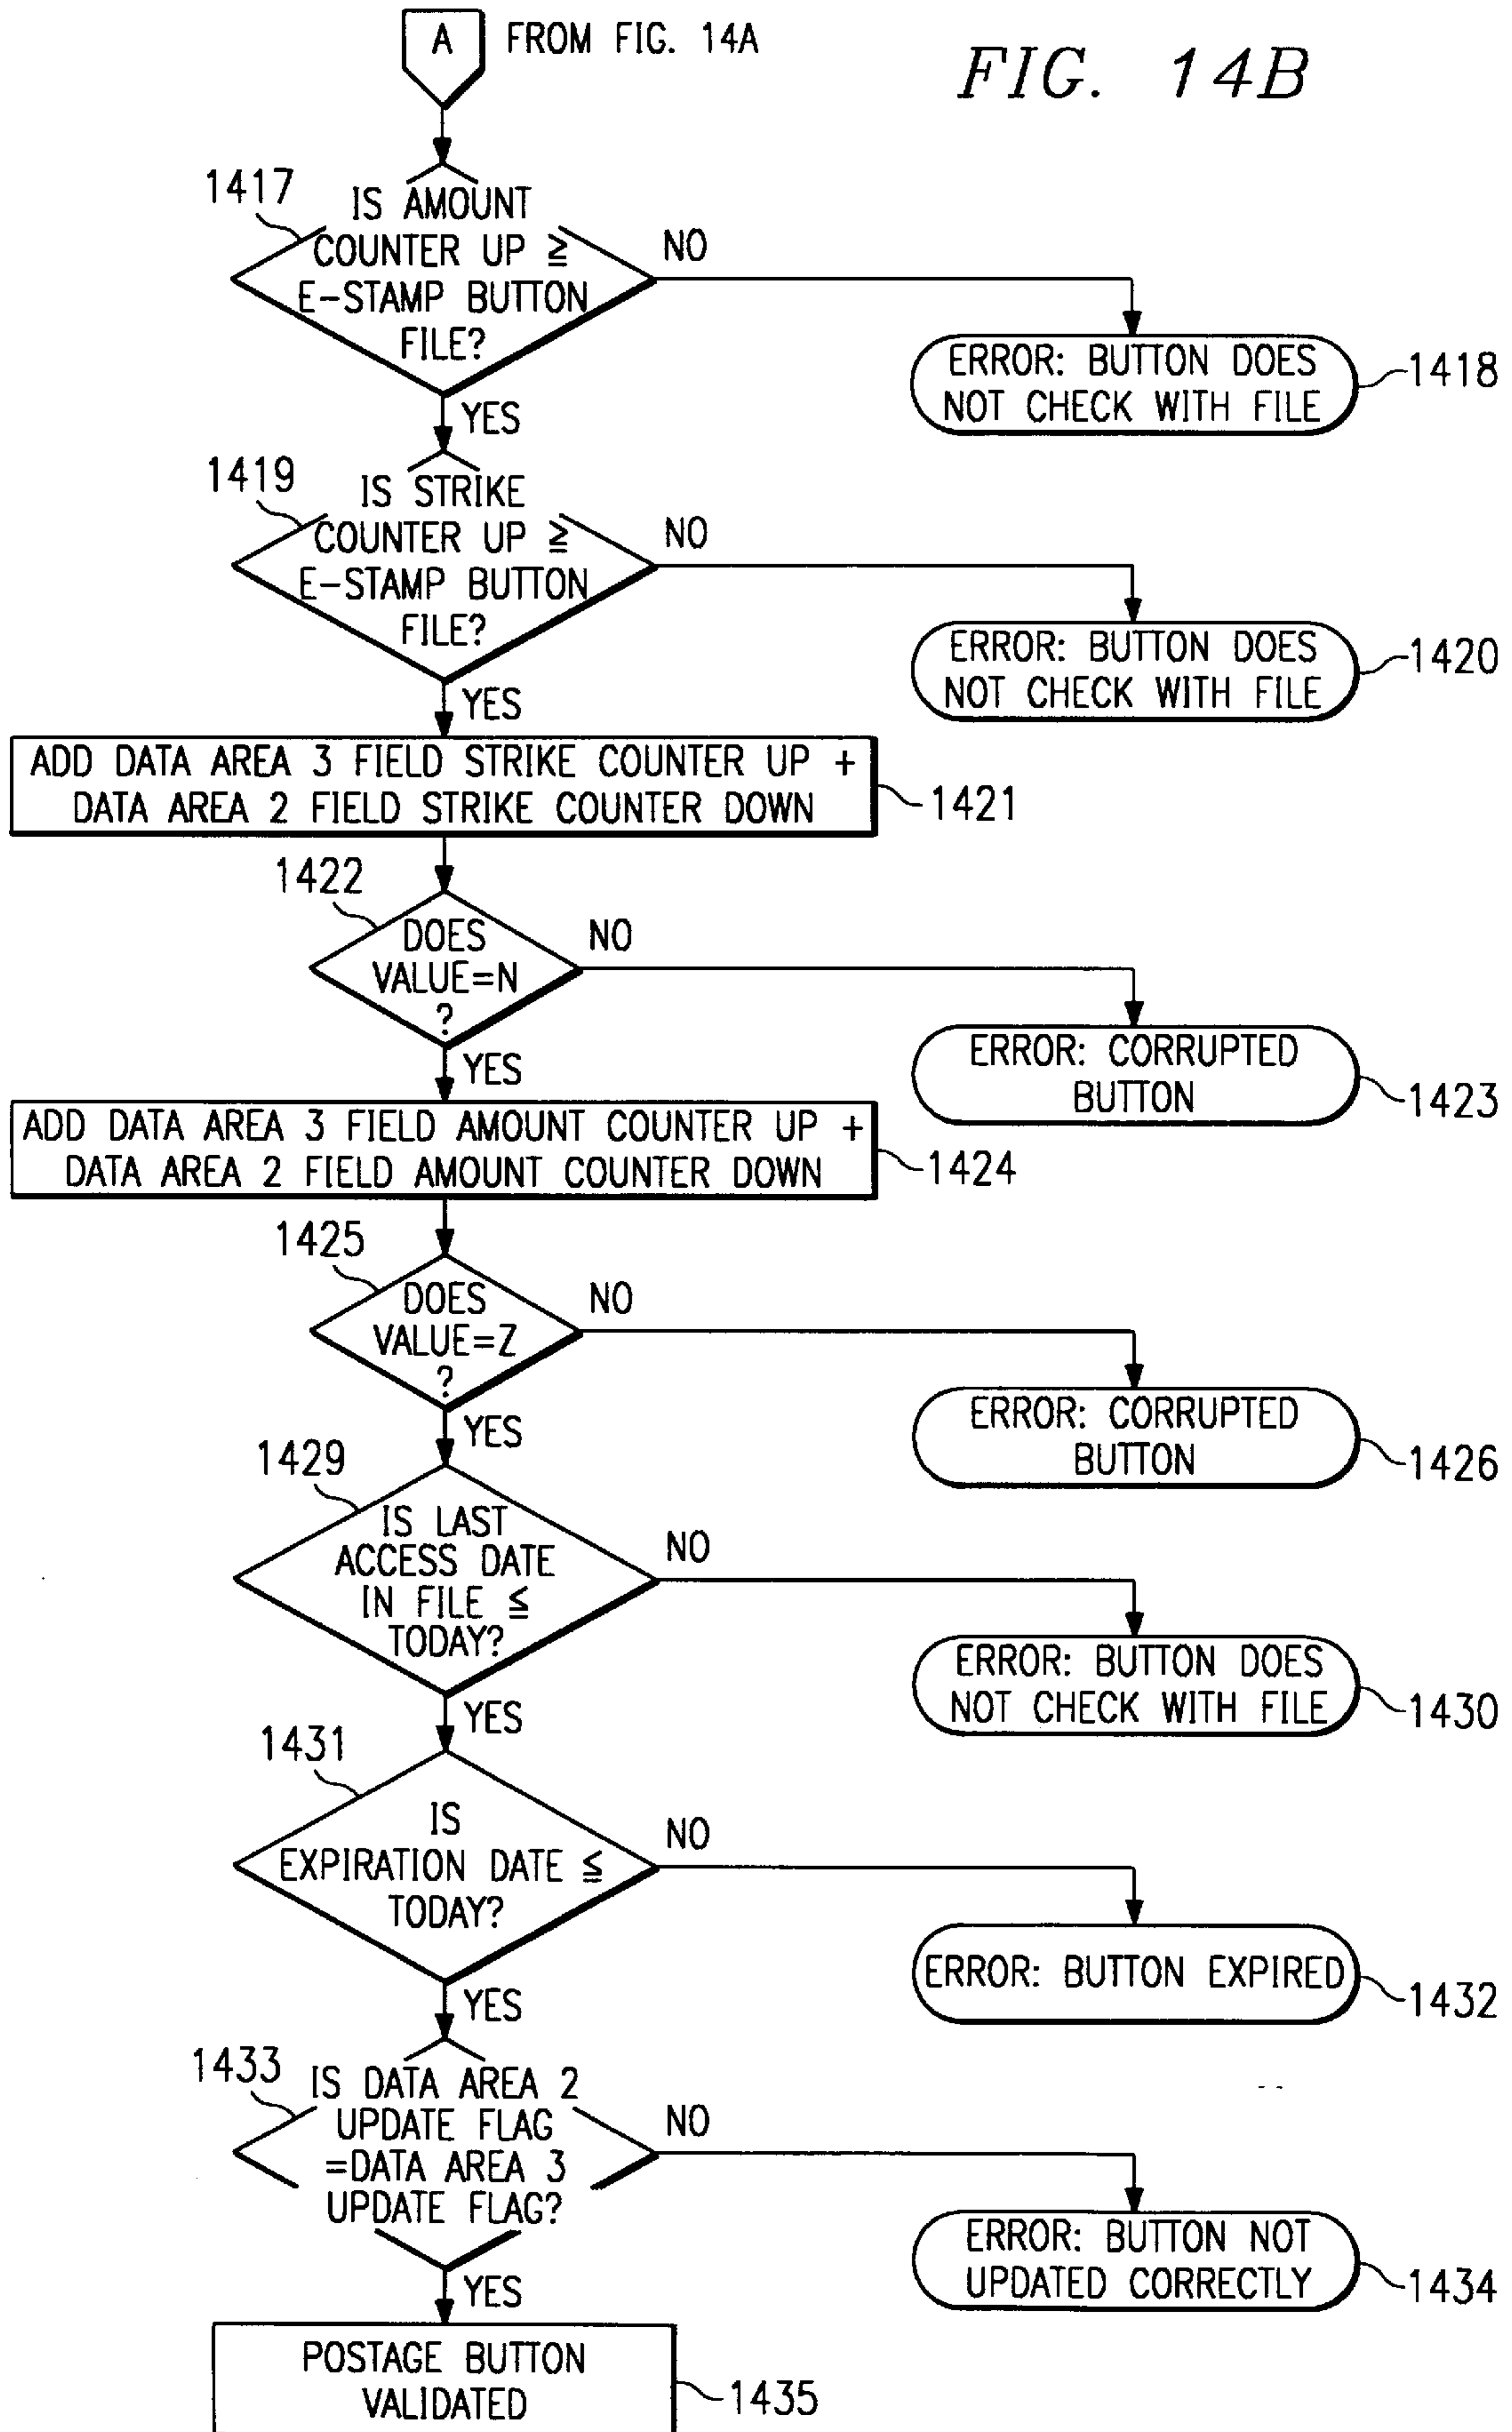 A FROM FIG. 14A
FIG. 14B
1417
IS AMOUNT
COUNTER UP ≧
E-STAMP BUTTON
FILE?
NO
ERROR: BUTTON DOES
NOT CHECK WITH FILE
1418
YES
1419
IS STRIKE
COUNTER UP ≧
E-STAMP BUTTON
FILE?
NO
ERROR: BUTTON DOES
NOT CHECK WITH FILE
1420
YES
ADD DATA AREA 3 FIELD STRIKE COUNTER UP +
DATA AREA 2 FIELD STRIKE COUNTER DOWN
1421
1422
DOES
VALUE=N
?
NO
ERROR: CORRUPTED
BUTTON
1423
YES
ADD DATA AREA 3 FIELD AMOUNT COUNTER UP +
DATA AREA 2 FIELD AMOUNT COUNTER DOWN
1424
1425
DOES
VALUE=Z
?
NO
ERROR: CORRUPTED
BUTTON
1426
YES
1429
IS LAST
ACCESS DATE
IN FILE ≦
TODAY?
NO
ERROR: BUTTON DOES
NOT CHECK WITH FILE
1430
YES
1431
IS
EXPIRATION DATE ≦
TODAY?
NO
ERROR: BUTTON EXPIRED
1432
YES
1433
IS DATA AREA 2
UPDATE FLAG
=DATA AREA 3
UPDATE FLAG?
NO
ERROR: BUTTON NOT
UPDATED CORRECTLY
1434
YES
POSTAGE BUTTON
VALIDATED
1435